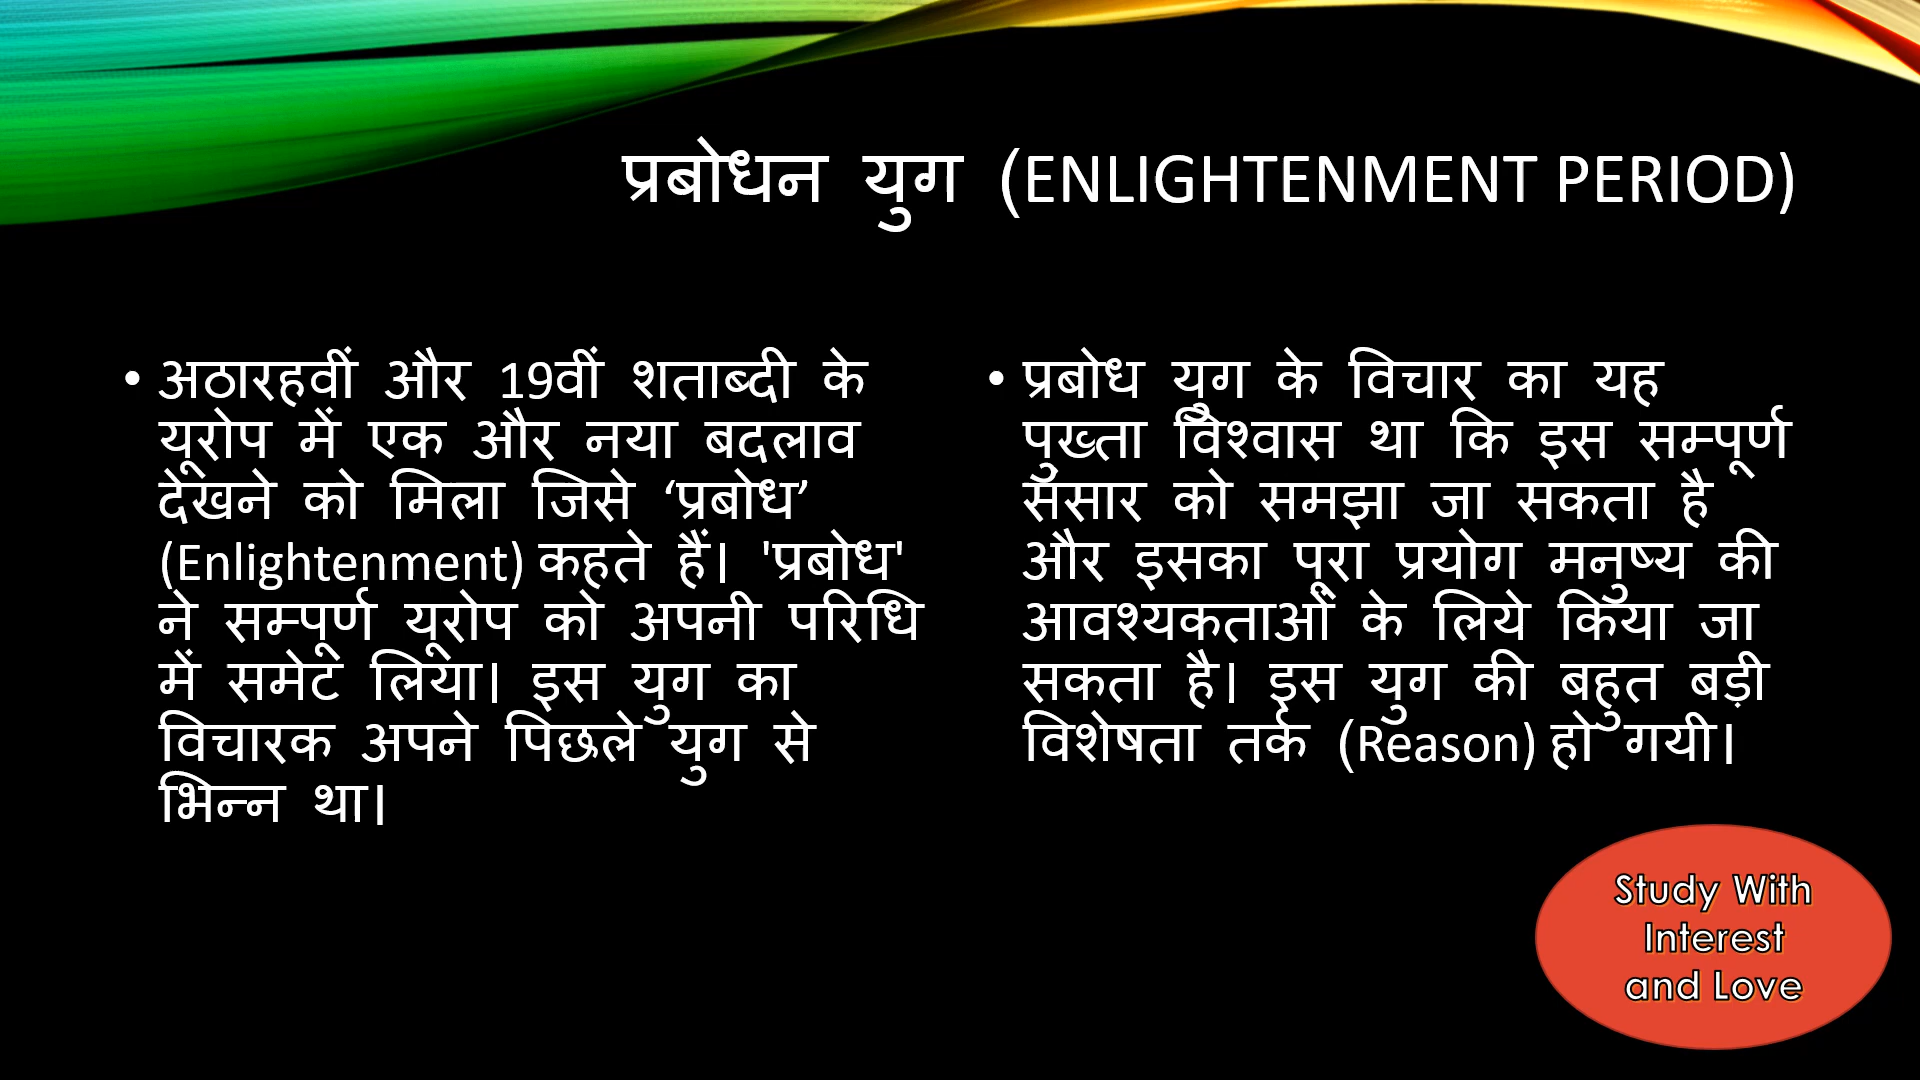 प्रबोधन युग (ENLIGHTENMENT PERIOD)
• अठारहवीं और 19वीं शताब्दी के
यूरोप में एक और नया बदलाव
देखने को मिला जिसे ‘प्रबोध’
(Enlightenment) कहते हैं। 'प्रबोध'
ने सम्पूर्ण यूरोप को अपनी परिधि
में समेट लिया। इस युग का
विचारक अपने पिछले युग से
भिन्न था।
• प्रबोध युग के विचार का यह
पुख्ता विश्वास था कि इस सम्पूर्ण
संसार को समझा जा सकता है
और इसका पूरा प्रयोग मनुष्य की
आवश्यकताओं के लिये किया जा
सकता है। इस युग की बहुत बड़ी
विशेषता तर्क (Reason) हो गयी।
Study With
Interest
and Love